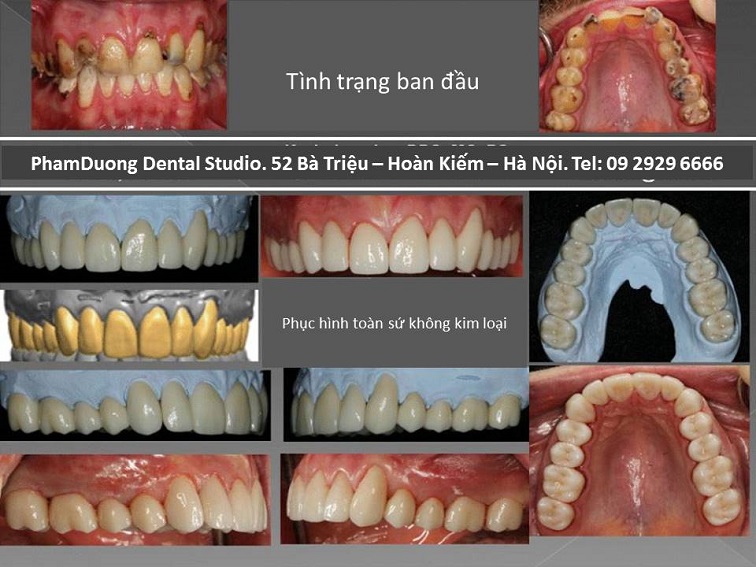 Tình trạng ban đầu
PhamDuong Dental Studio. 52 Bà Triệu – Hoàn Kiếm – Hà Nội. Tel: 09 2929 6666
Phục hình toàn sứ không kim loại